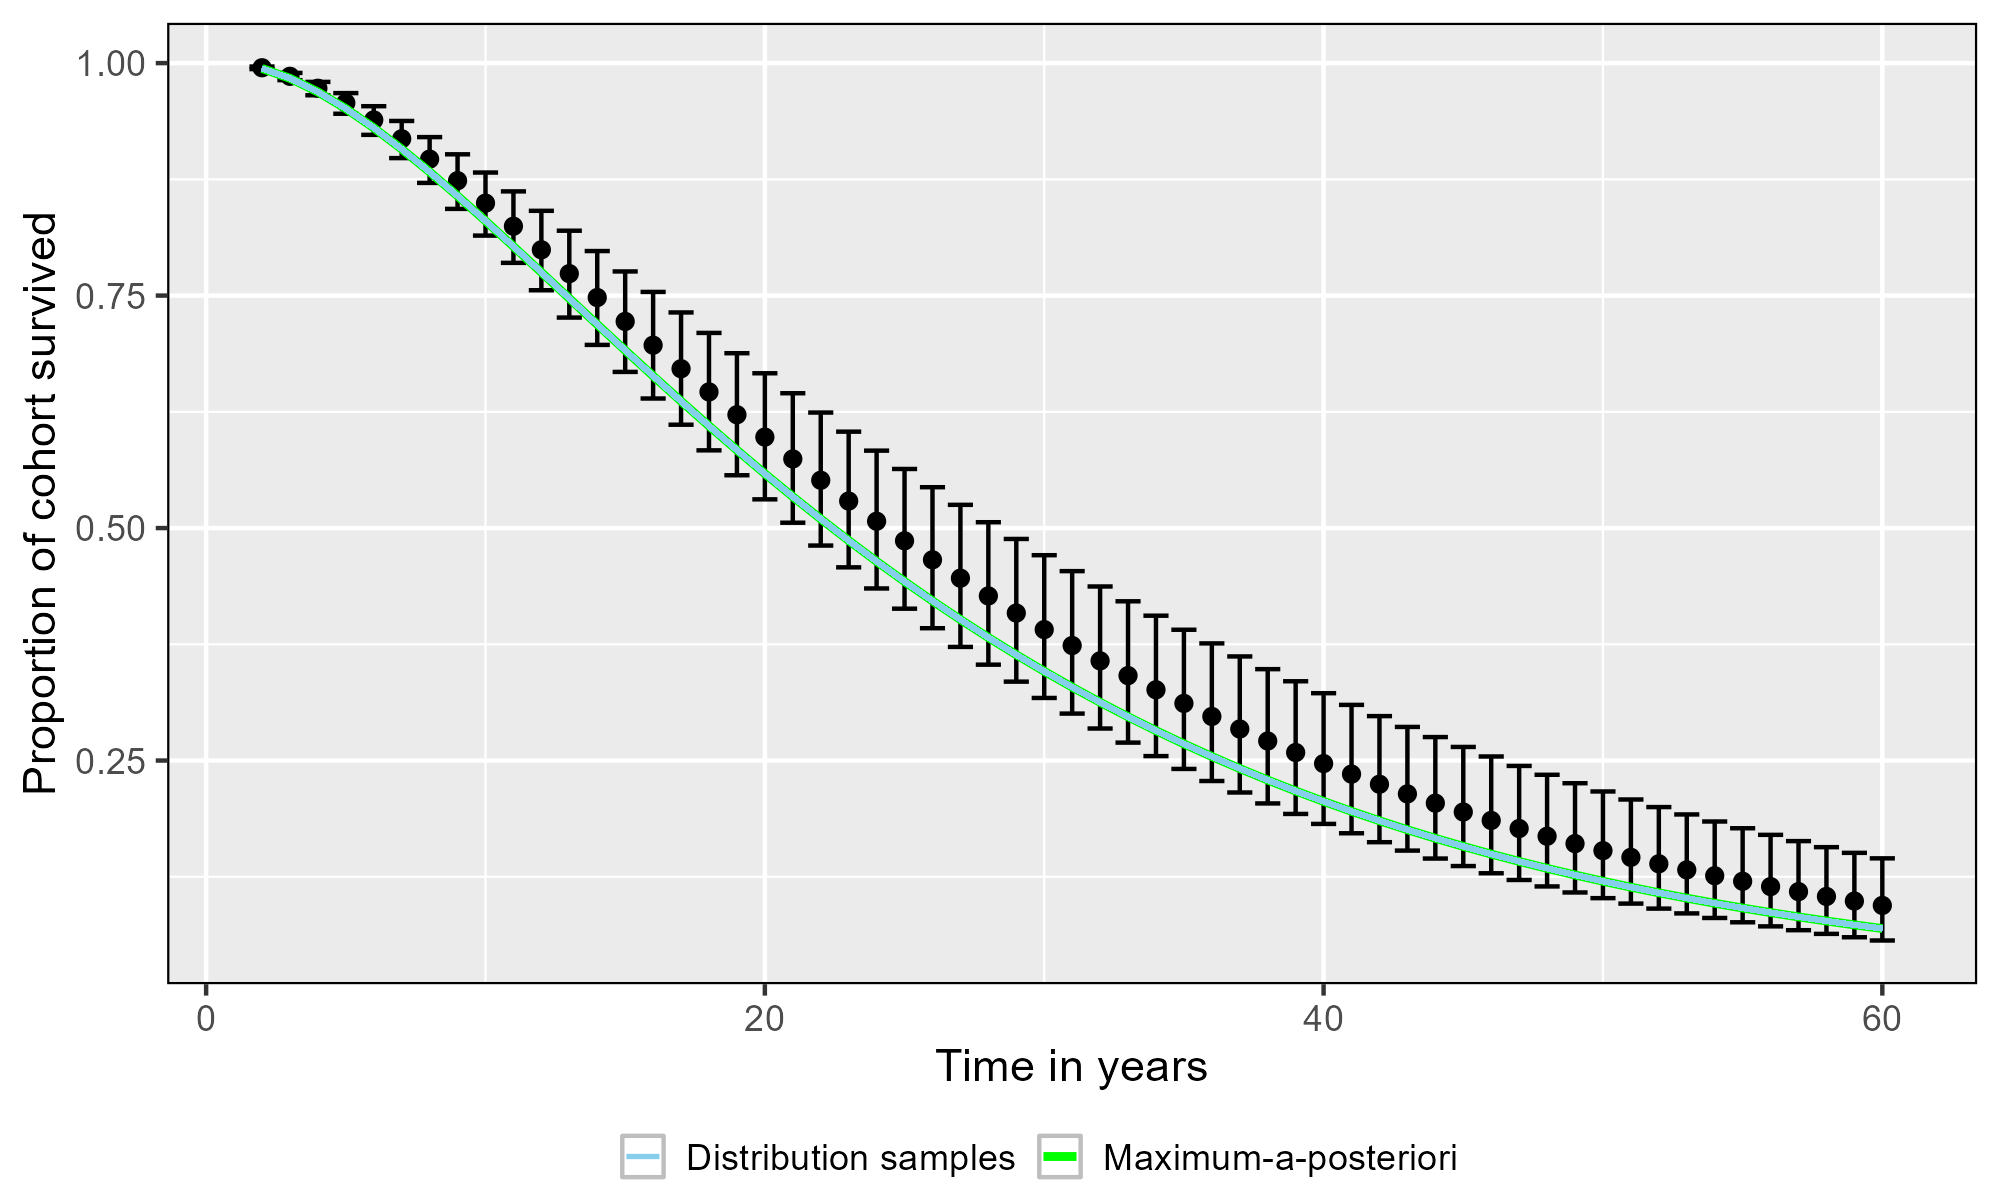 Proportion of cohort survived
1.00
0.75
0.50
0.25
0 20 40 60
Time in years
Distribution samples Maximum-a-posteriori